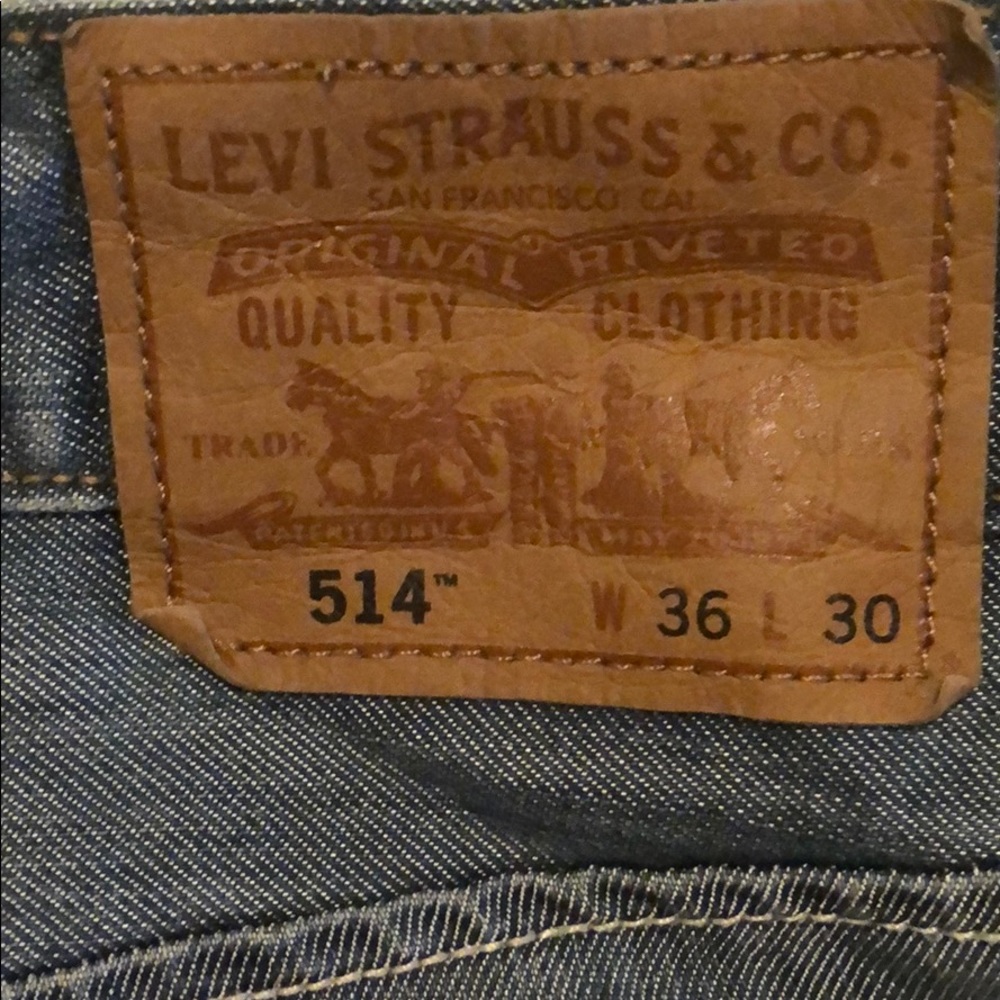 LEVI STRAUSS & CO.
SAN FRANCISCO CAL
ORIGINAL RIVETED
QUALITY CLOTHING
TRADE
514™ W 36 L 30